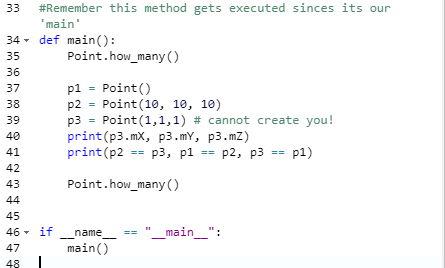 33 #Remember this method gets executed sinces its our
'main'
34 def main():
35     Point.how_many()
36
37     p1 = Point()
38     p2 = Point(10, 10, 10)
39     p3 = Point(1,1,1) # cannot create you!
40     print(p3.mX, p3.mY, p3.mZ)
41     print(p2 == p3, p1 == p2, p3 == p1)
42
43     Point.how_many()
44
45
46 if __name__ == "__main__":
47     main()
48